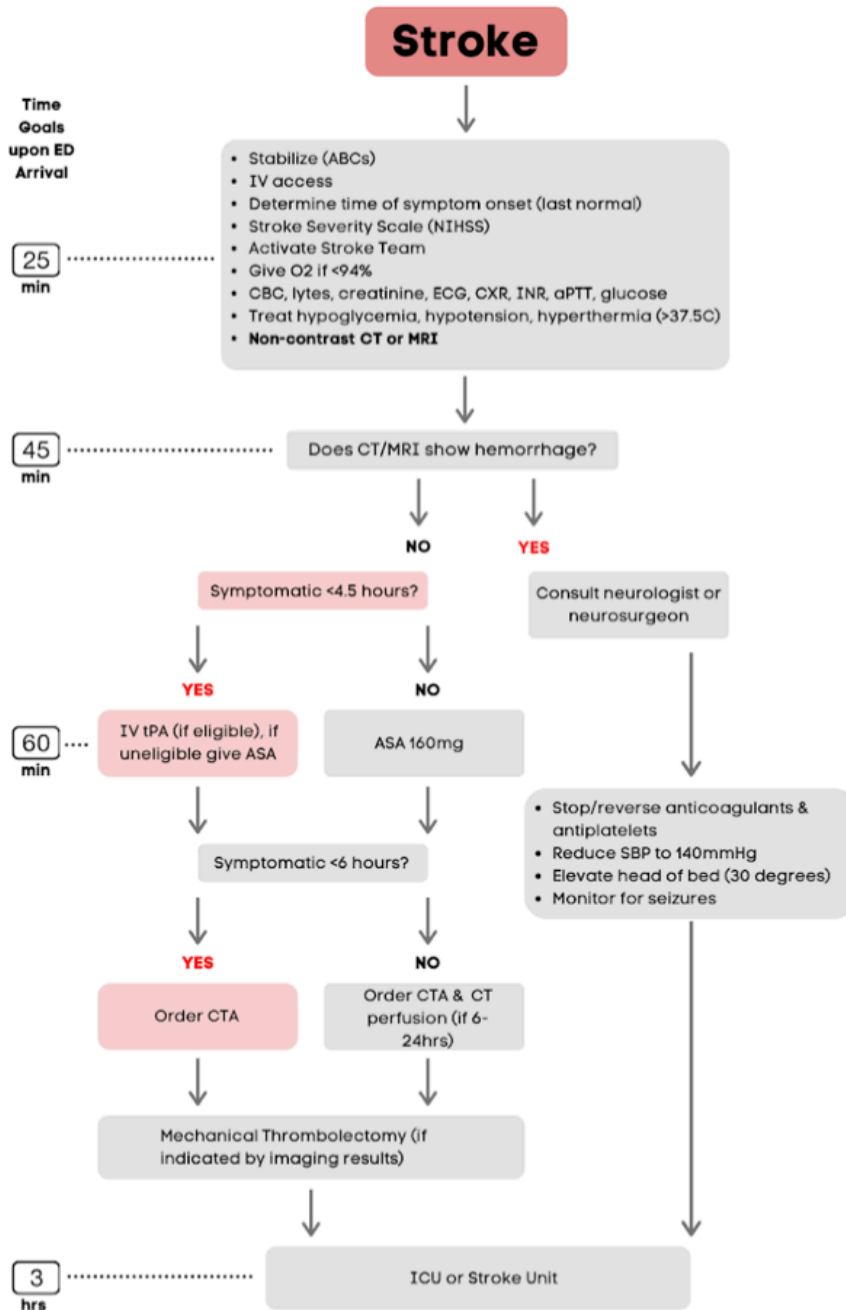 Stroke
Time
Goals
upon ED
Arrival
• Stabilize (ABCs)
• IV access
• Determine time of symptom onset (last normal)
• Stroke Severity Scale (NIHSS)
• Activate Stroke Team
• Give O2 if <94%
• CBC, lytes, creatinine, ECG, CXR, INR, aPTT, glucose
• Treat hypoglycemia, hypotension, hyperthermia (>37.5C)
• Non-contrast CT or MRI
25
min
45
min
Does CT/MRI show hemorrhage?
NO
YES
Symptomatic <4.5 hours?
Consult neurologist or
neurosurgeon
YES
NO
60
min
IV tPA (if eligible), if
uneligible give ASA
ASA 160mg
• Stop/reverse anticoagulants &
antiplatelets
• Reduce SBP to 140mmHg
• Elevate head of bed (30 degrees)
• Monitor for seizures
Symptomatic <6 hours?
YES
NO
Order CTA
Order CTA & CT
perfusion (if 6-
24hrs)
Mechanical Thrombolectomy (if
indicated by imaging results)
3
hrs
ICU or Stroke Unit